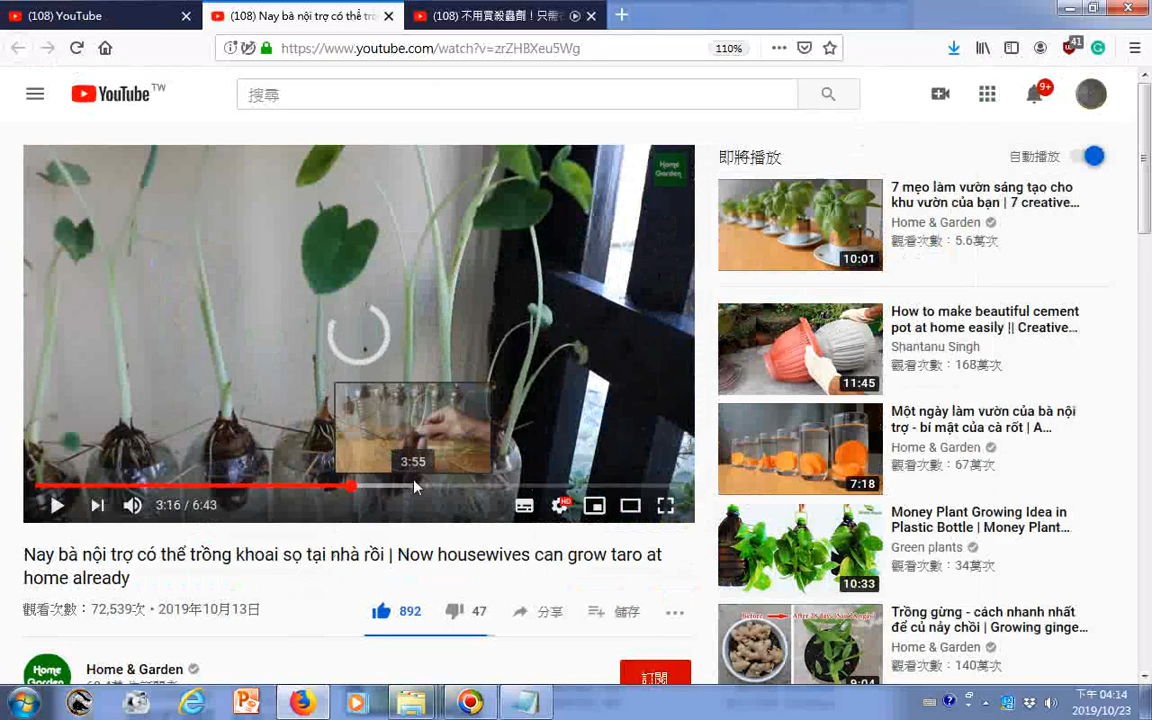 (108) YouTube
(108) Nay bà nội trợ có thể trồ
(108) 不用買殺蟲劑！只需
https://www.youtube.com/watch?v=zrZHBXeu5Wg
110%
41
YouTube TW
搜尋
9+
Home Garden
3:55
3:16 / 6:43
HD
Nay bà nội trợ có thể trồng khoai sọ tại nhà rồi | Now housewives can grow taro at
home already
觀看次數：72,539次 • 2019年10月13日
892
47
分享
儲存
Home
Home & Garden
訂閱
即將播放
自動播放
7 mẹo làm vườn sáng tạo cho
khu vườn của bạn | 7 creative...
Home & Garden
觀看次數：5.6萬次
10:01
How to make beautiful cement
pot at home easily || Creative...
Shantanu Singh
觀看次數：168萬次
11:45
Một ngày làm vườn của bà nội
trợ - bí mật của cà rốt | A...
Home & Garden
觀看次數：67萬次
7:18
Money Plant Growing Idea in
Plastic Bottle | Money Plant...
Green plants
觀看次數：34萬次
10:33
Trồng gừng - cách nhanh nhất
để củ nảy chồi | Growing ginge...
Home & Garden
觀看次數：140萬次
9:04
下午 04:14
2019/10/23